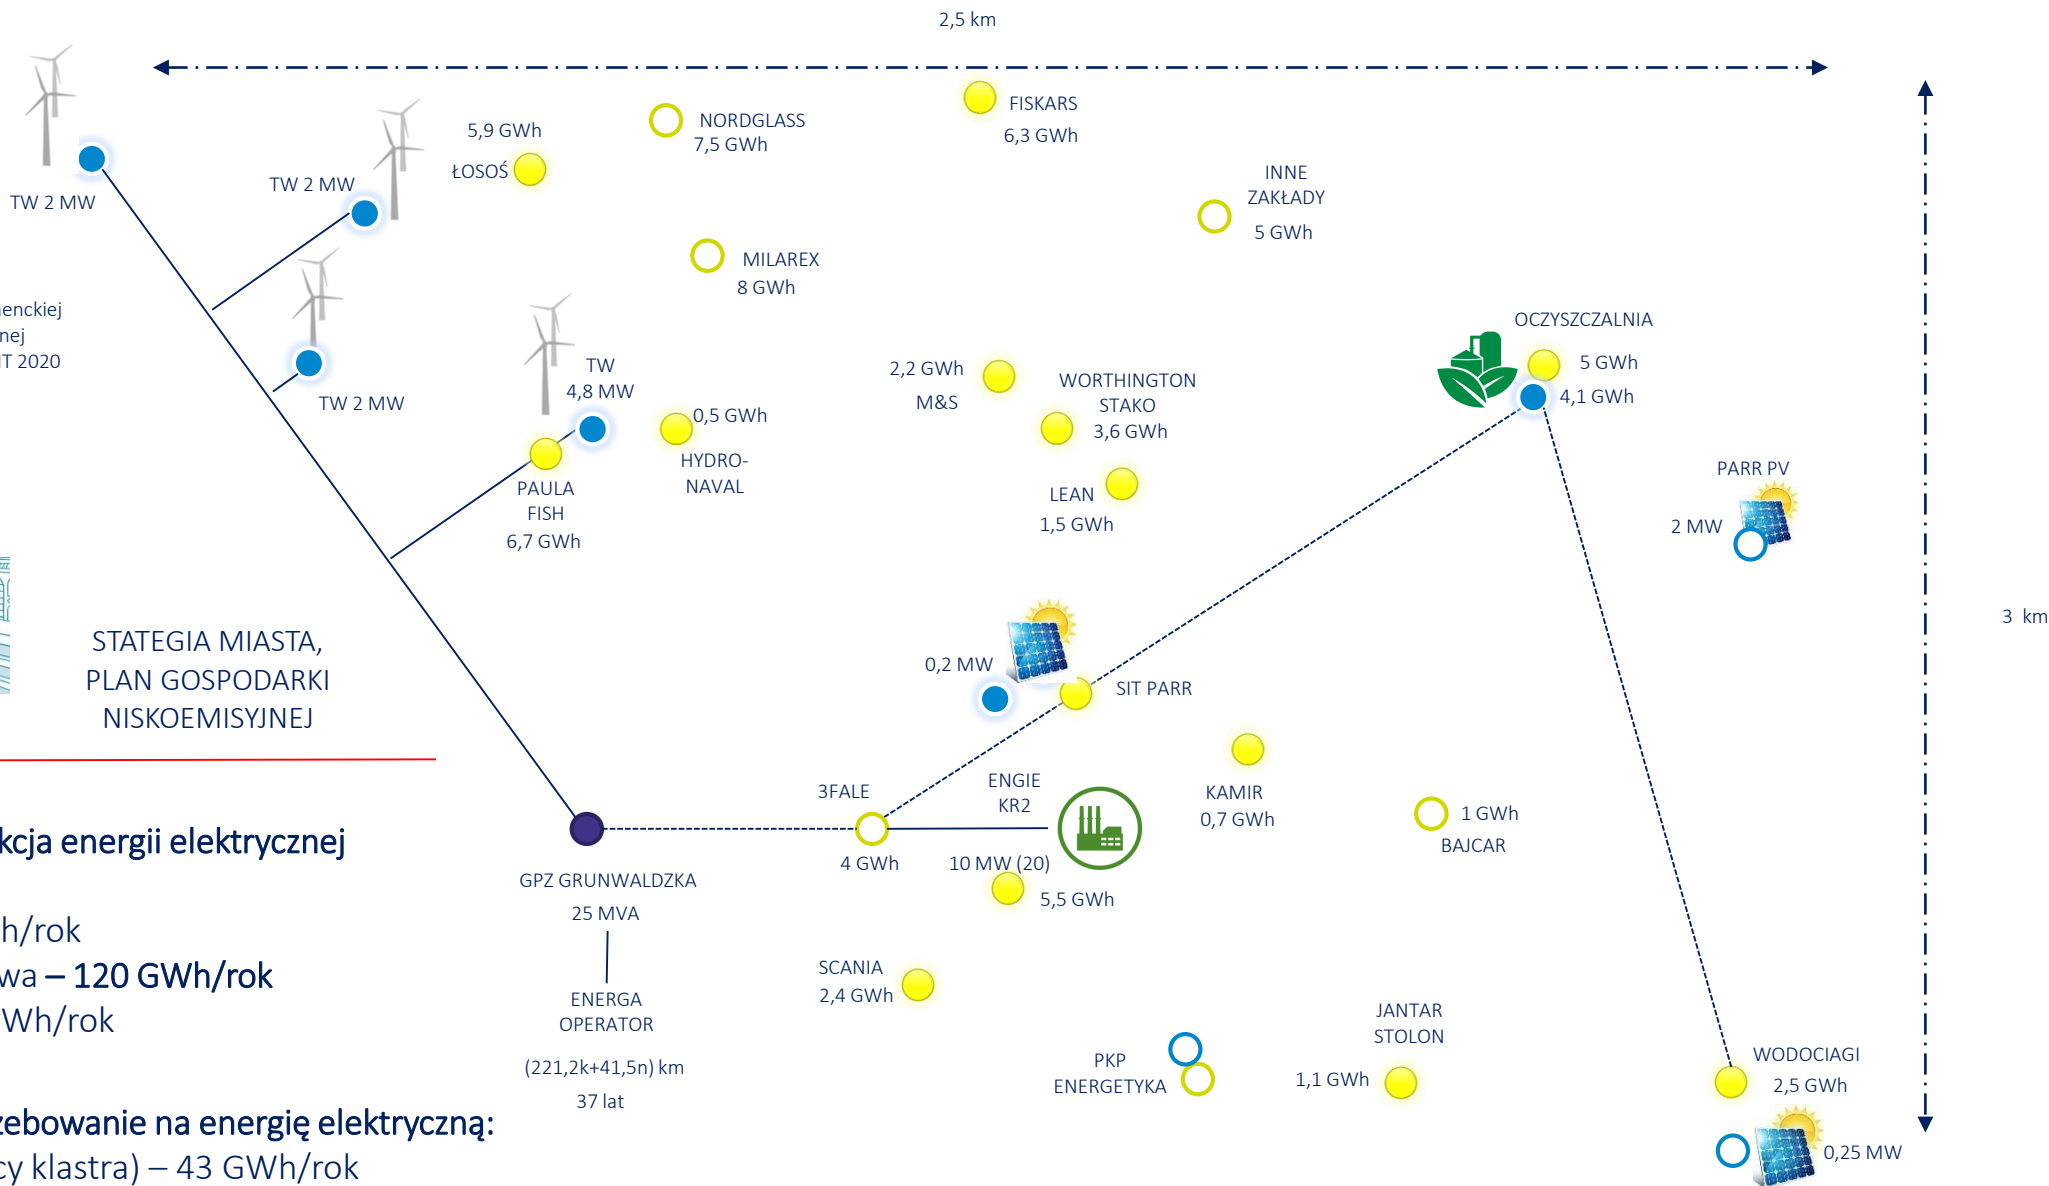 2,5 km
FISKARS
6,3 GWh
NORDGLASS
7,5 GWh
5,9 GWh
ŁOSOŚ
TW 2 MW
TW 2 MW
INNE
ZAKŁADY
5 GWh
MILAREX
8 GWh
OCZYSZCZALNIA
5 GWh
4,1 GWh
enckiej
nej
IT 2020
TW 2 MW
TW
4,8 MW
0,5 GWh
HYDRO-
NAVAL
2,2 GWh
M&S
WORTHINGTON
STAKO
3,6 GWh
LEAN
1,5 GWh
PAULA
FISH
6,7 GWh
PARR PV
2 MW
3 km
STATEGIA MIASTA,
PLAN GOSPODARKI
NISKOEMISYJNEJ
0,2 MW
SIT PARR
3FALE
4 GWh
ENGIE
KR2
10 MW (20)
5,5 GWh
KAMIR
0,7 GWh
1 GWh
BAJCAR
kcja energii elektrycznej
h/rok
wa – 120 GWh/rok
Wh/rok
GPZ GRUNWALDZKA
25 MVA
ENERGA
OPERATOR
(221,2k+41,5n) km
37 lat
SCANIA
2,4 GWh
PKP
ENERGETYKA
JANTAR
STOLON
1,1 GWh
WODOCIAGI
2,5 GWh
0,25 MW
zebowanie na energię elektryczną:
cy klastra) – 43 GWh/rok